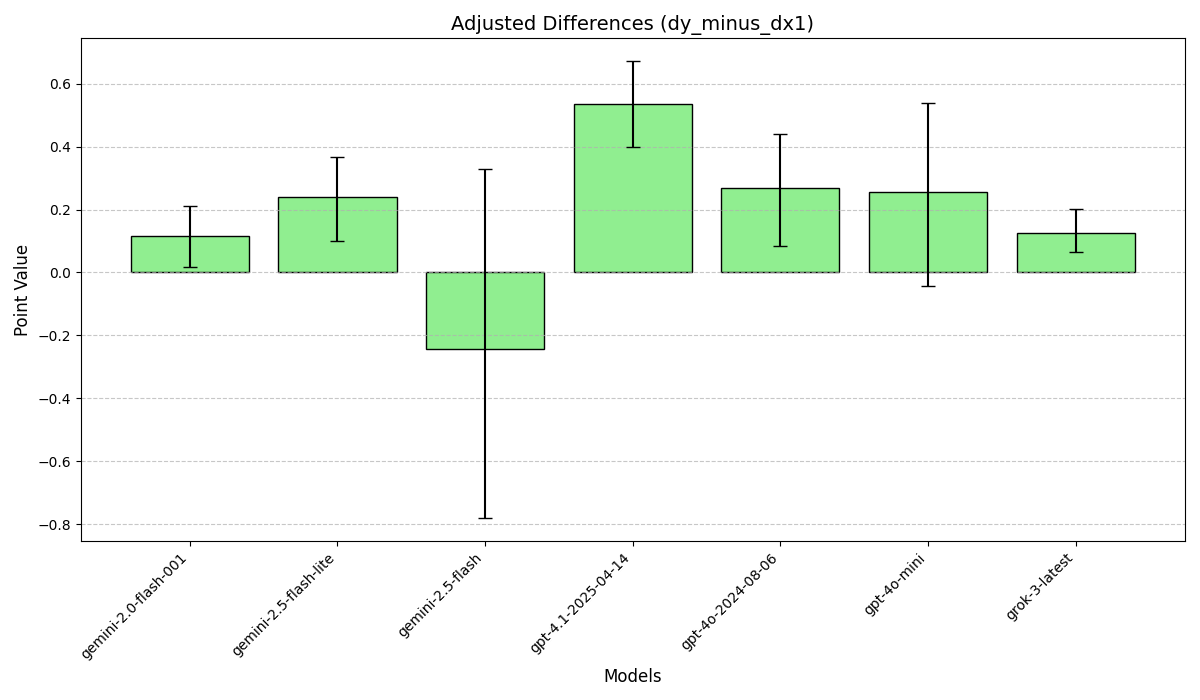 Adjusted Differences (dy_minus_dx1)
Point Value
0.6
0.4
0.2
0.0
−0.2
−0.4
−0.6
−0.8
gemini-2.0-flash-001
gemini-2.5-flash-lite
gemini-2.5-flash
gpt-4.1-2025-04-14
gpt-4o-2024-08-06
gpt-4o-mini
grok-3-latest
Models